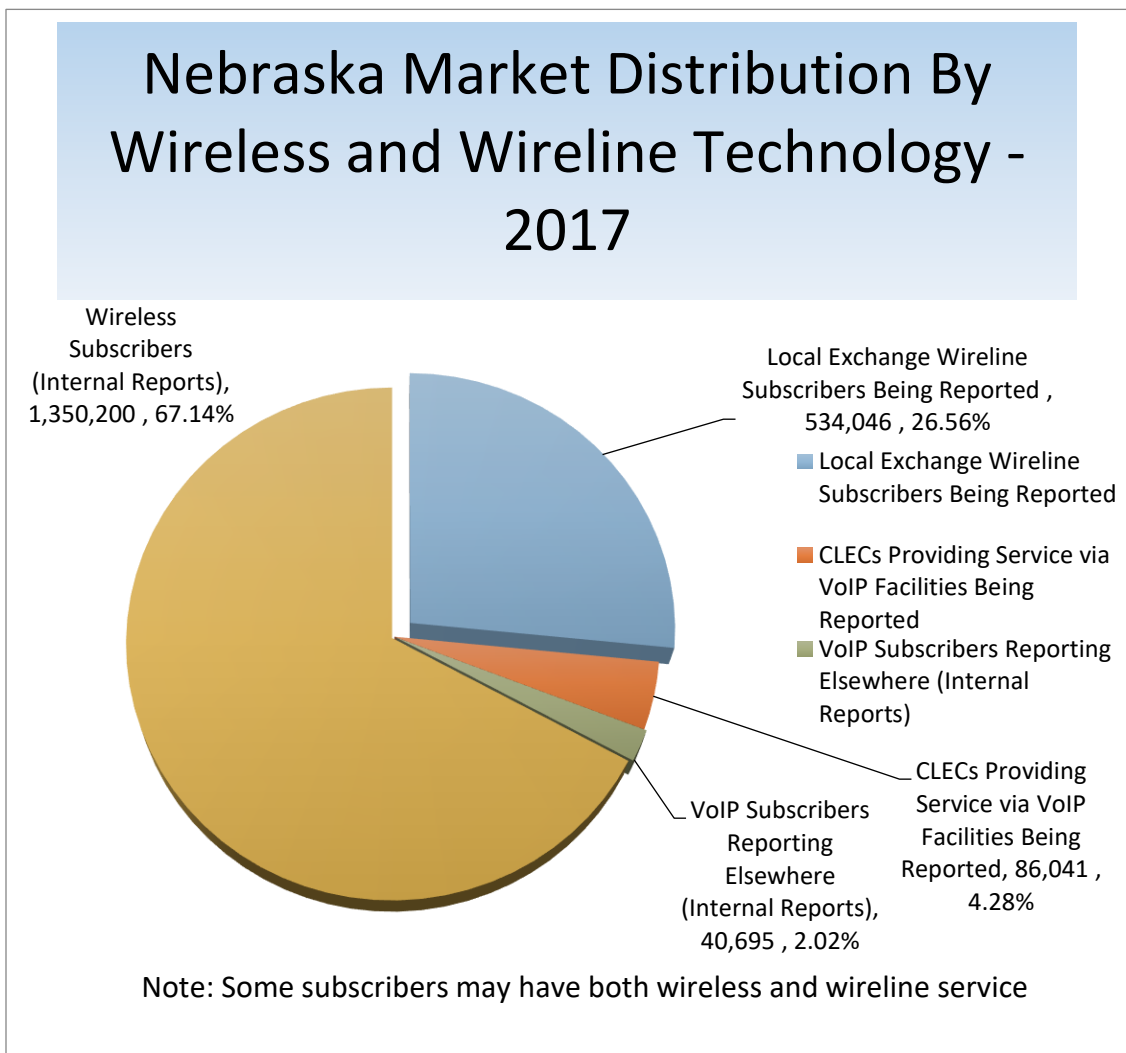 Nebraska Market Distribution By
Wireless and Wireline Technology -
2017
Wireless
Subscribers
(Internal Reports),
1,350,200 , 67.14%
Local Exchange Wireline
Subscribers Being Reported ,
534,046 , 26.56%
Local Exchange Wireline
Subscribers Being Reported
CLECs Providing Service via
VoIP Facilities Being
Reported
VoIP Subscribers Reporting
Elsewhere (Internal
Reports)
CLECs Providing
Service via VoIP
Facilities Being
Reported, 86,041 ,
4.28%
VoIP Subscribers
Reporting
Elsewhere
(Internal Reports),
40,695 , 2.02%
Note: Some subscribers may have both wireless and wireline service